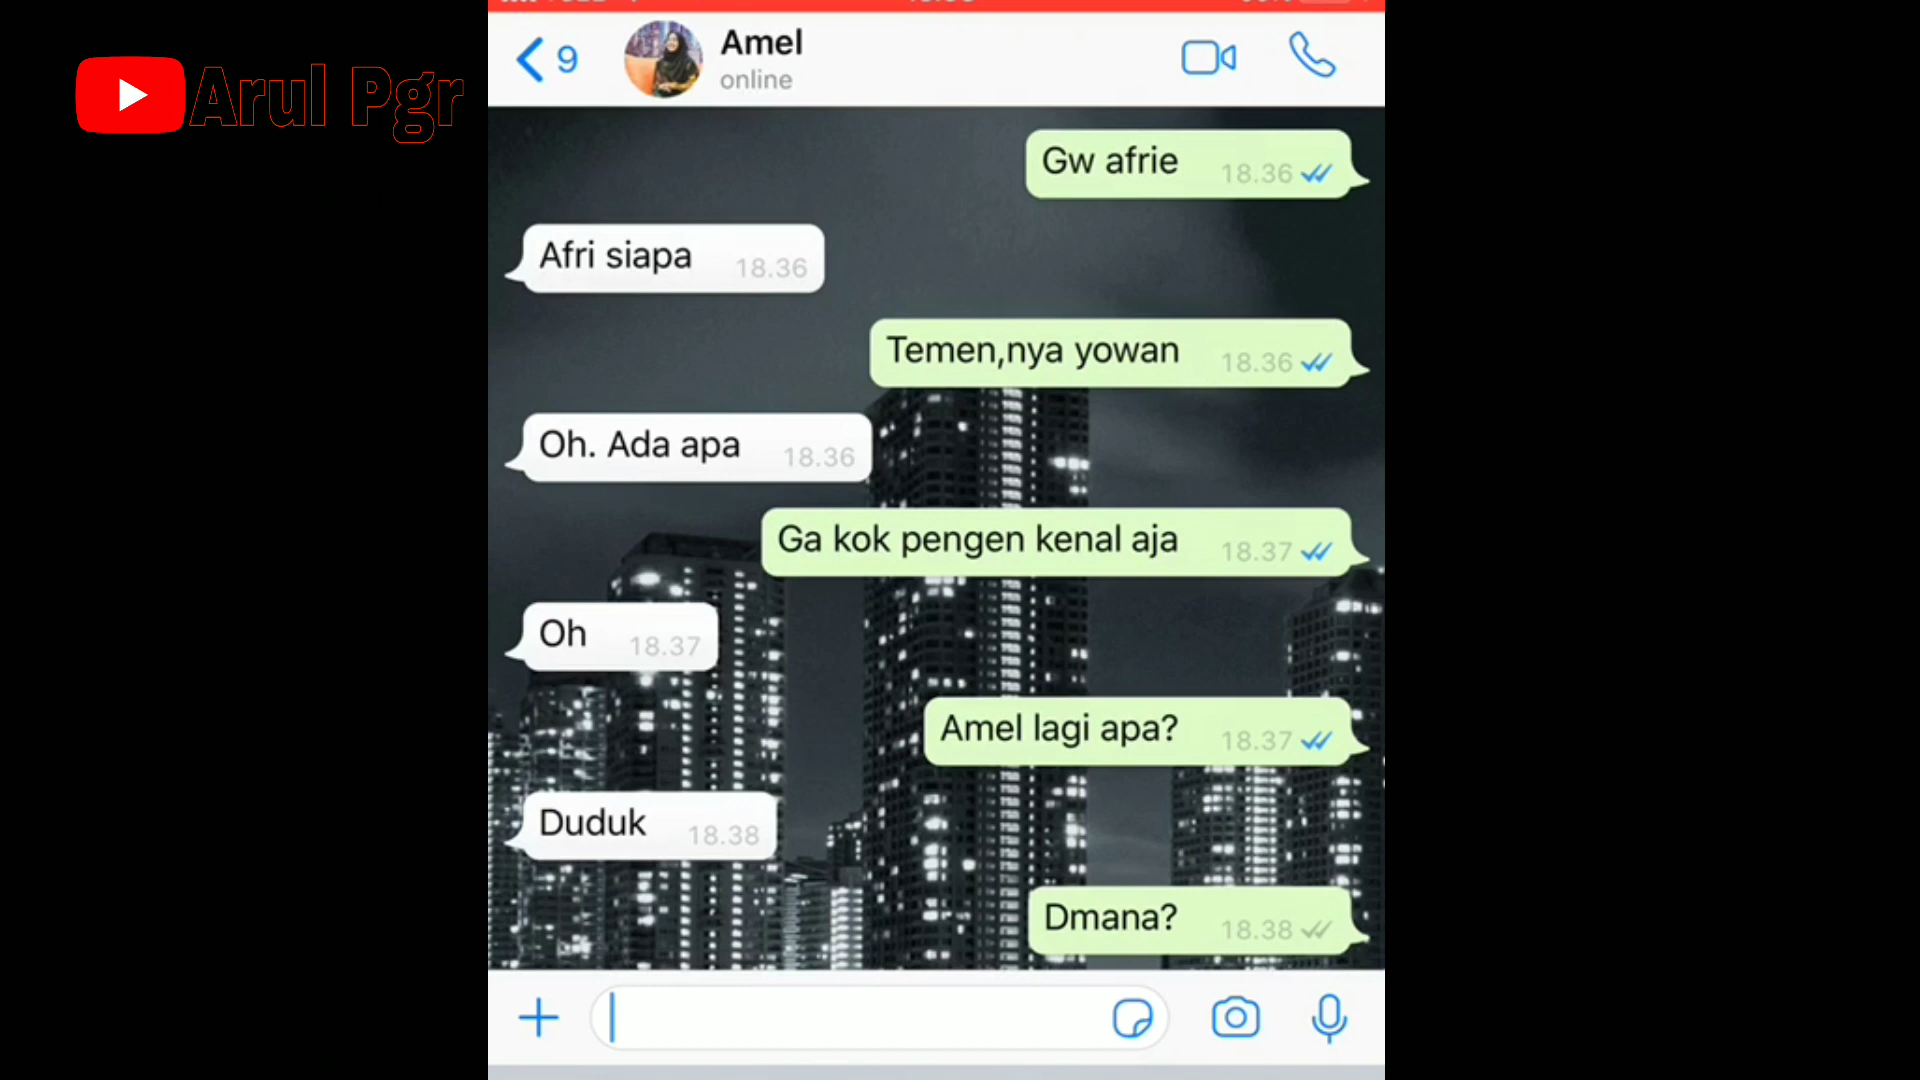 Arul Pgr
9
Amel
online
Gw afrie 18.36
Afri siapa 18.36
Temen,nya yowan 18.36
Oh. Ada apa 18.36
Ga kok pengen kenal aja 18.37
Oh 18.37
Amel lagi apa? 18.37
Duduk 18.38
Dmana? 18.38